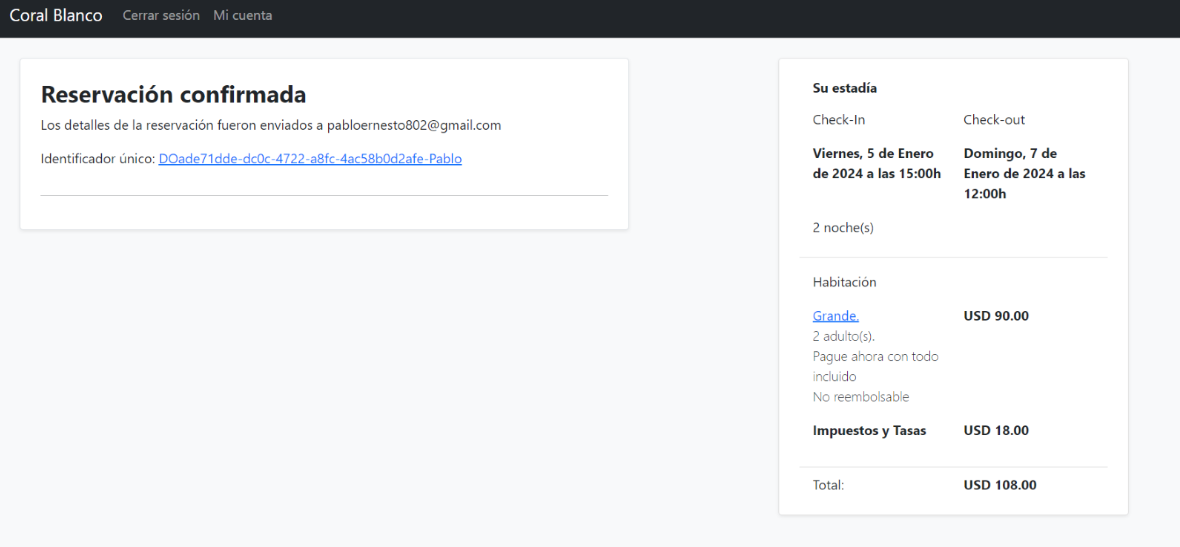 Coral Blanco Cerrar sesión Mi cuenta
Reservación confirmada
Los detalles de la reservación fueron enviados a pabloernesto802@gmail.com
Identificador único: DOade71dde-dc0c-4722-a8fc-4ac58b0d2afe-Pablo
Su estadía
Check-In
Check-out
Viernes, 5 de Enero
de 2024 a las 15:00h
Domingo, 7 de
Enero de 2024 a las
12:00h
2 noche(s)
Habitación
Grande. USD 90.00
2 adulto(s).
Pague ahora con todo
incluido
No reembolsable
Impuestos y Tasas USD 18.00
Total: USD 108.00